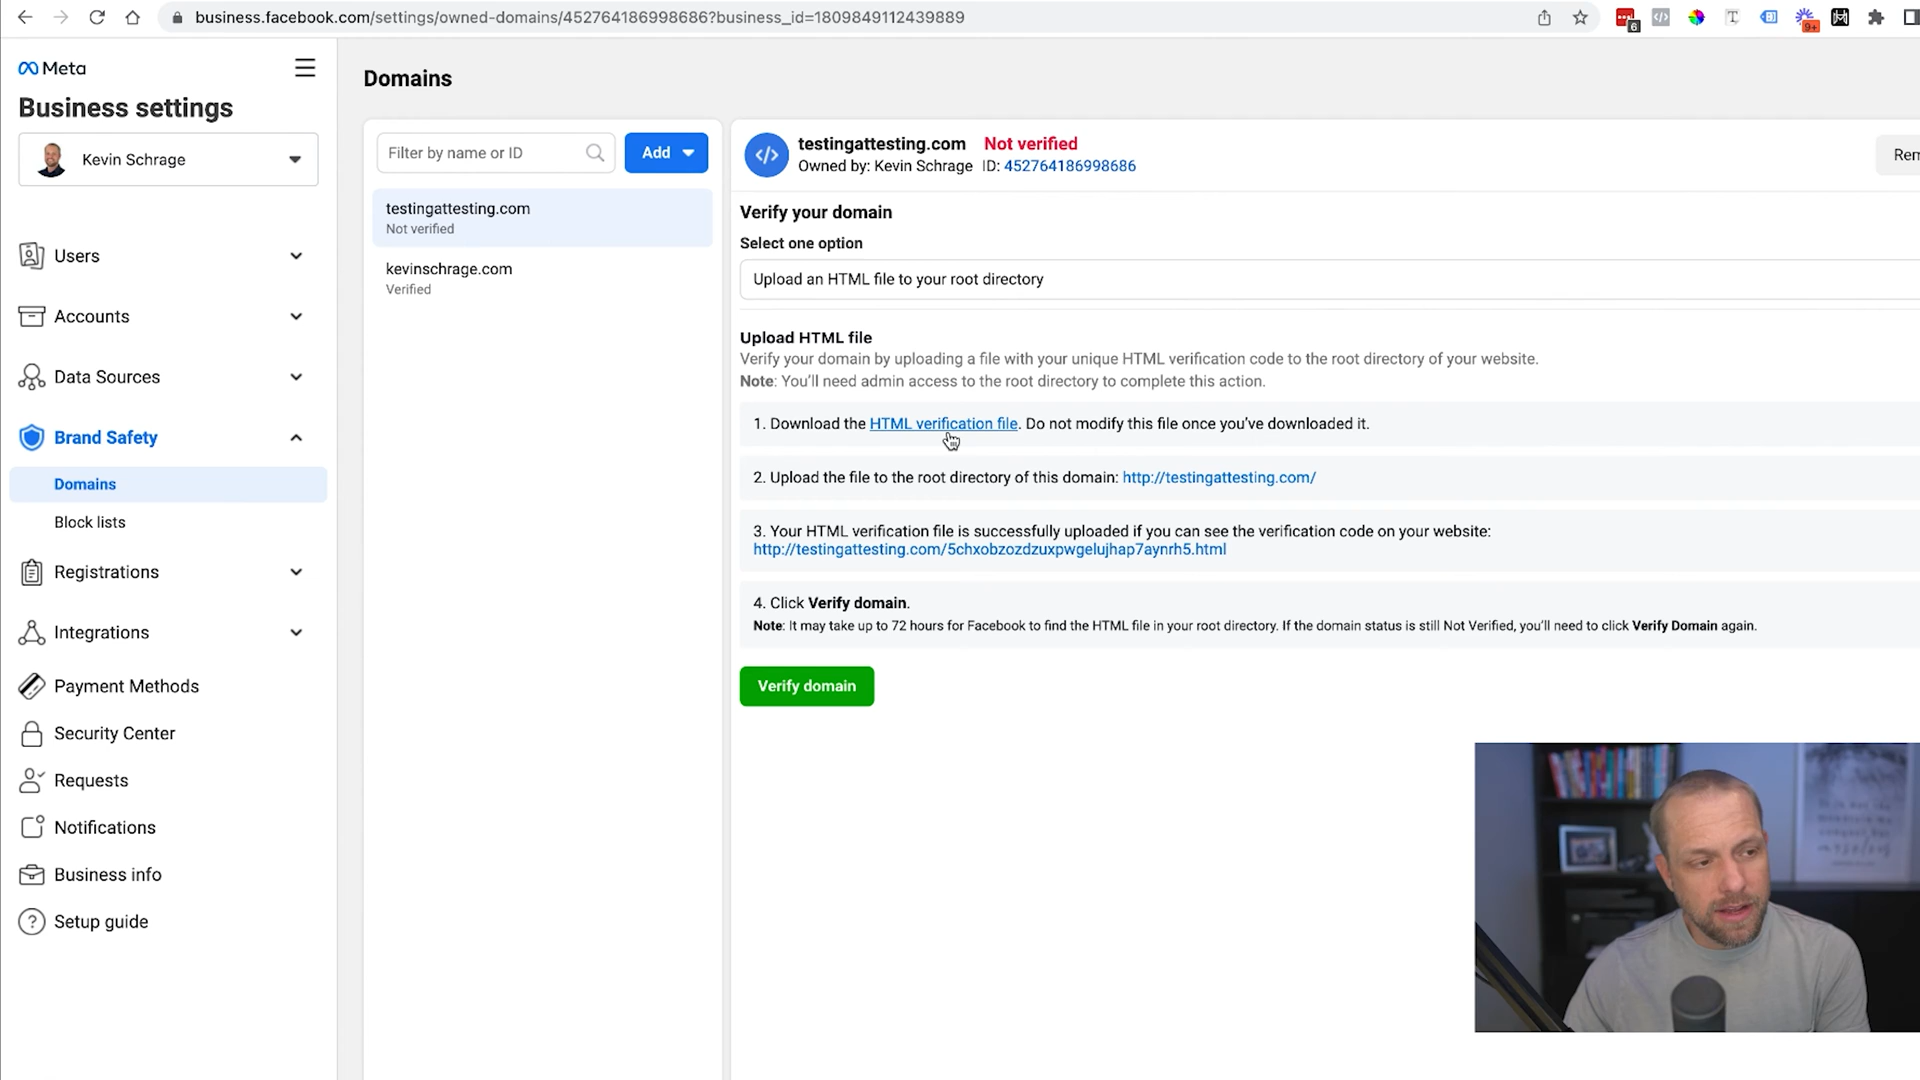 business.facebook.com/settings/owned-domains/452764186998686?business_id=1809849112439889
6
9+
Meta
Business settings
Kevin Schrage
Users
Accounts
Data Sources
Brand Safety
Domains
Block lists
Registrations
Integrations
Payment Methods
Security Center
Requests
Notifications
Business info
Setup guide
Domains
Filter by name or ID
Add
testingattesting.com
Not verified
kevinschrage.com
Verified
testingattesting.com Not verified
Owned by: Kevin Schrage ID: 452764186998686
Rem
Verify your domain
Select one option
Upload an HTML file to your root directory
Upload HTML file
Verify your domain by uploading a file with your unique HTML verification code to the root directory of your website.
Note: You'll need admin access to the root directory to complete this action.
1. Download the HTML verification file. Do not modify this file once you've downloaded it.
2. Upload the file to the root directory of this domain: http://testingattesting.com/
3. Your HTML verification file is successfully uploaded if you can see the verification code on your website:
http://testingattesting.com/5chxobzozdzuxpwgelujhap7aynrh5.html
4. Click Verify domain.
Note: It may take up to 72 hours for Facebook to find the HTML file in your root directory. If the domain status is still Not Verified, you'll need to click Verify Domain again.
Verify domain